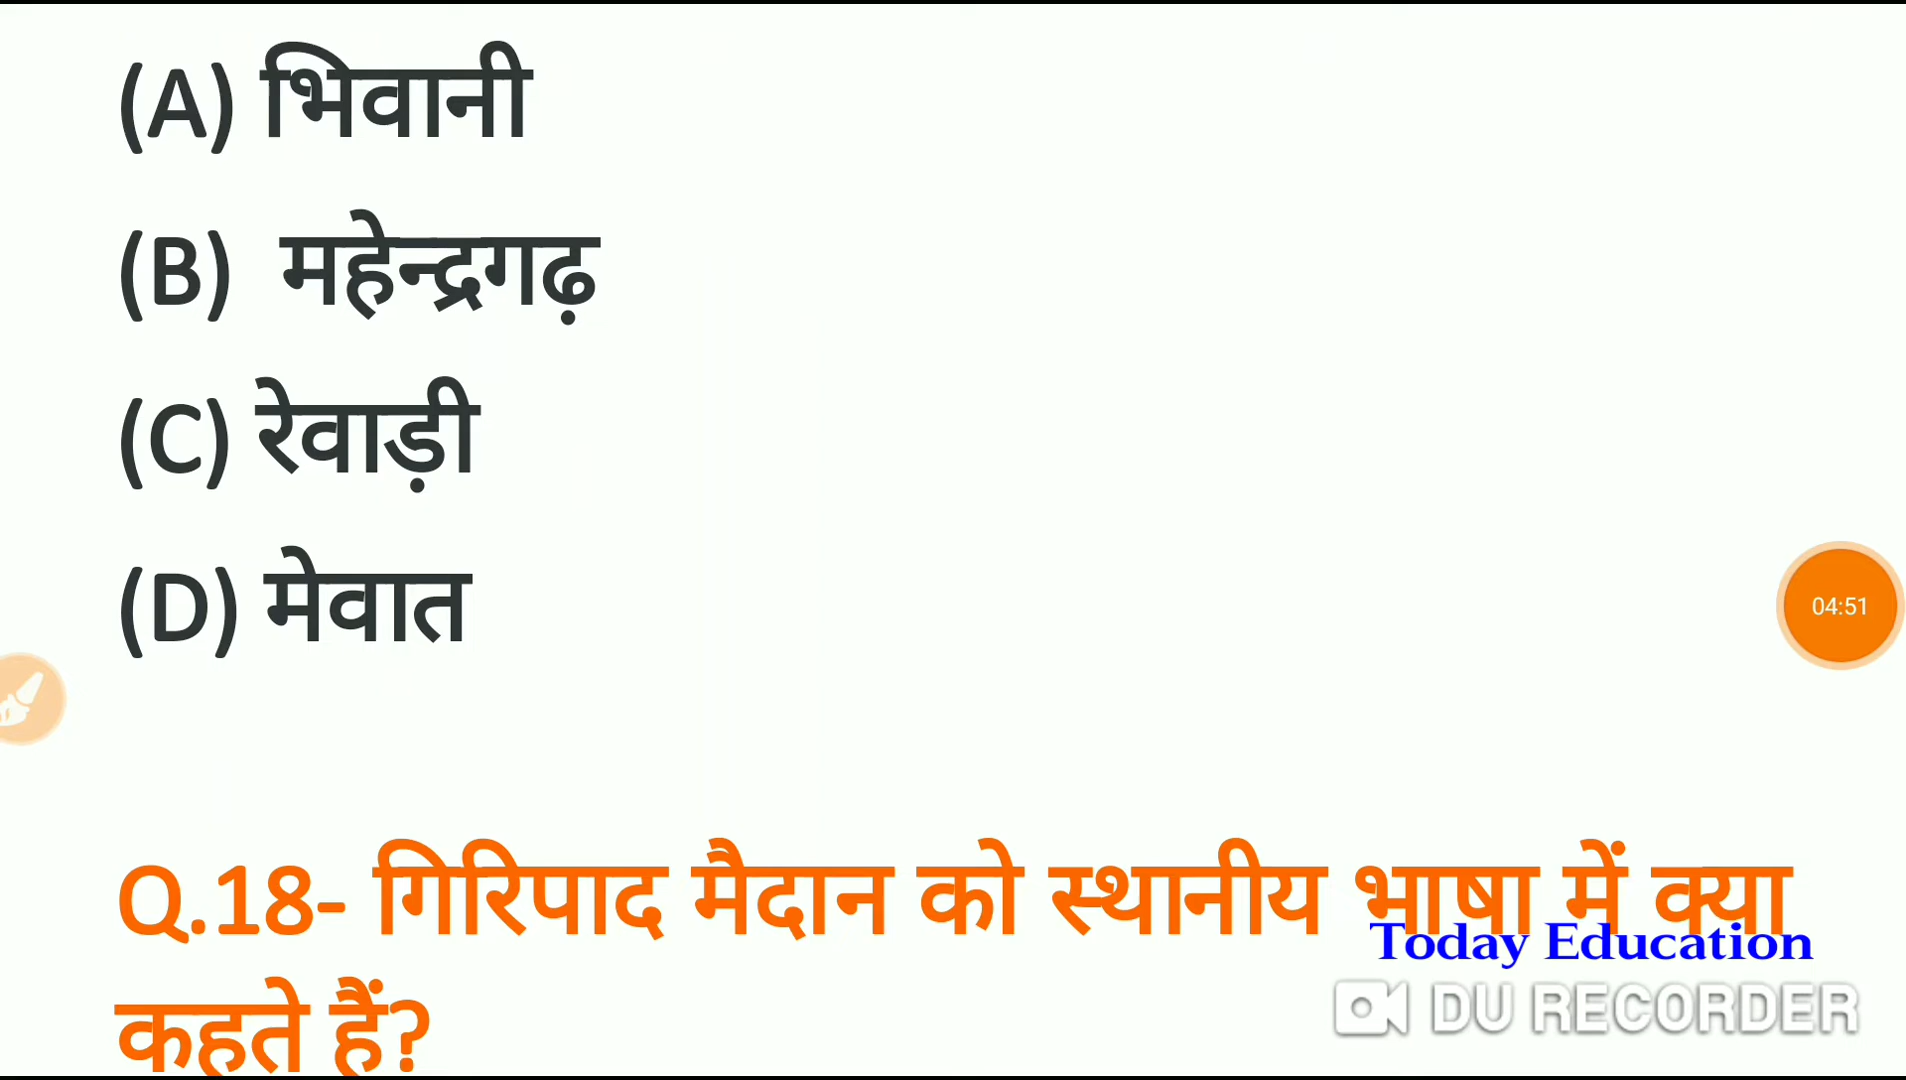 (A) भिवानी
(B) महेन्द्रगढ़
(C) रेवाड़ी
(D) मेवात
04:51
Q.18- गिरिपाद मैदान को स्थानीय भाषा में क्या
Today Education
कहते हैं?
DU RECORDER